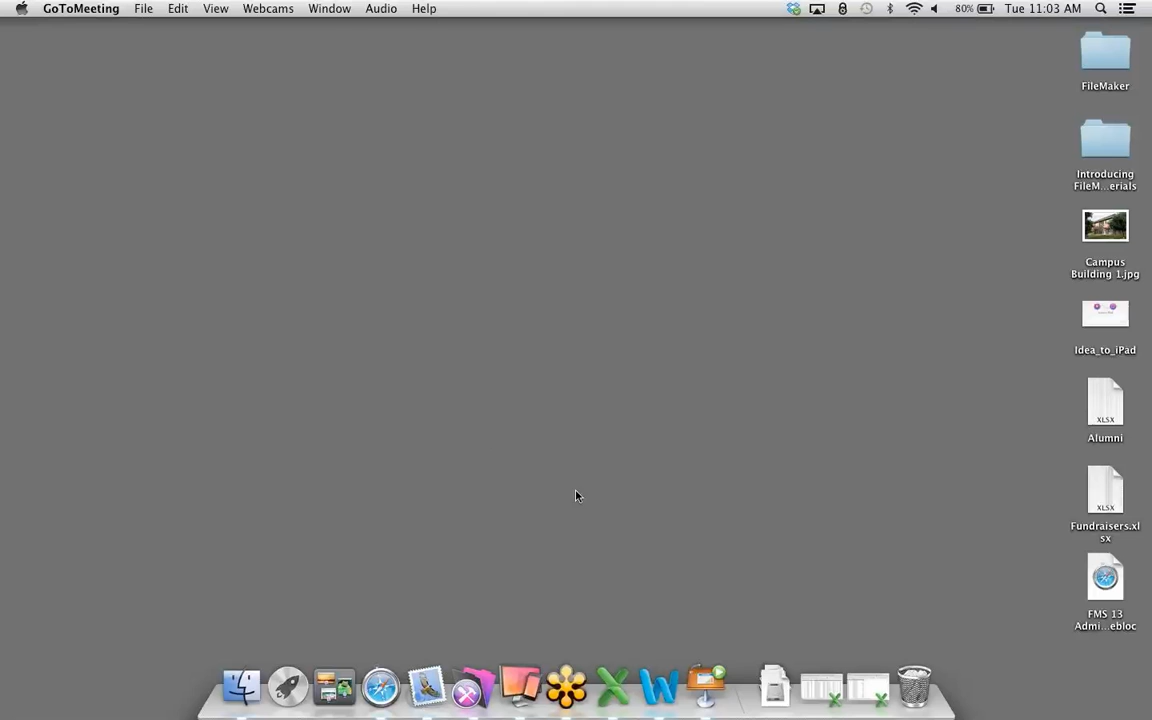 GoToMeeting File Edit View Webcams Window Audio Help 80% Tue 11:03 AM
FileMaker
Introducing
FileM...erials
Campus
Building 1.jpg
Idea_to_iPad
XLSX
Alumni
XLSX
Fundraisers.xl
sx
FMS 13
Admi...ebloc